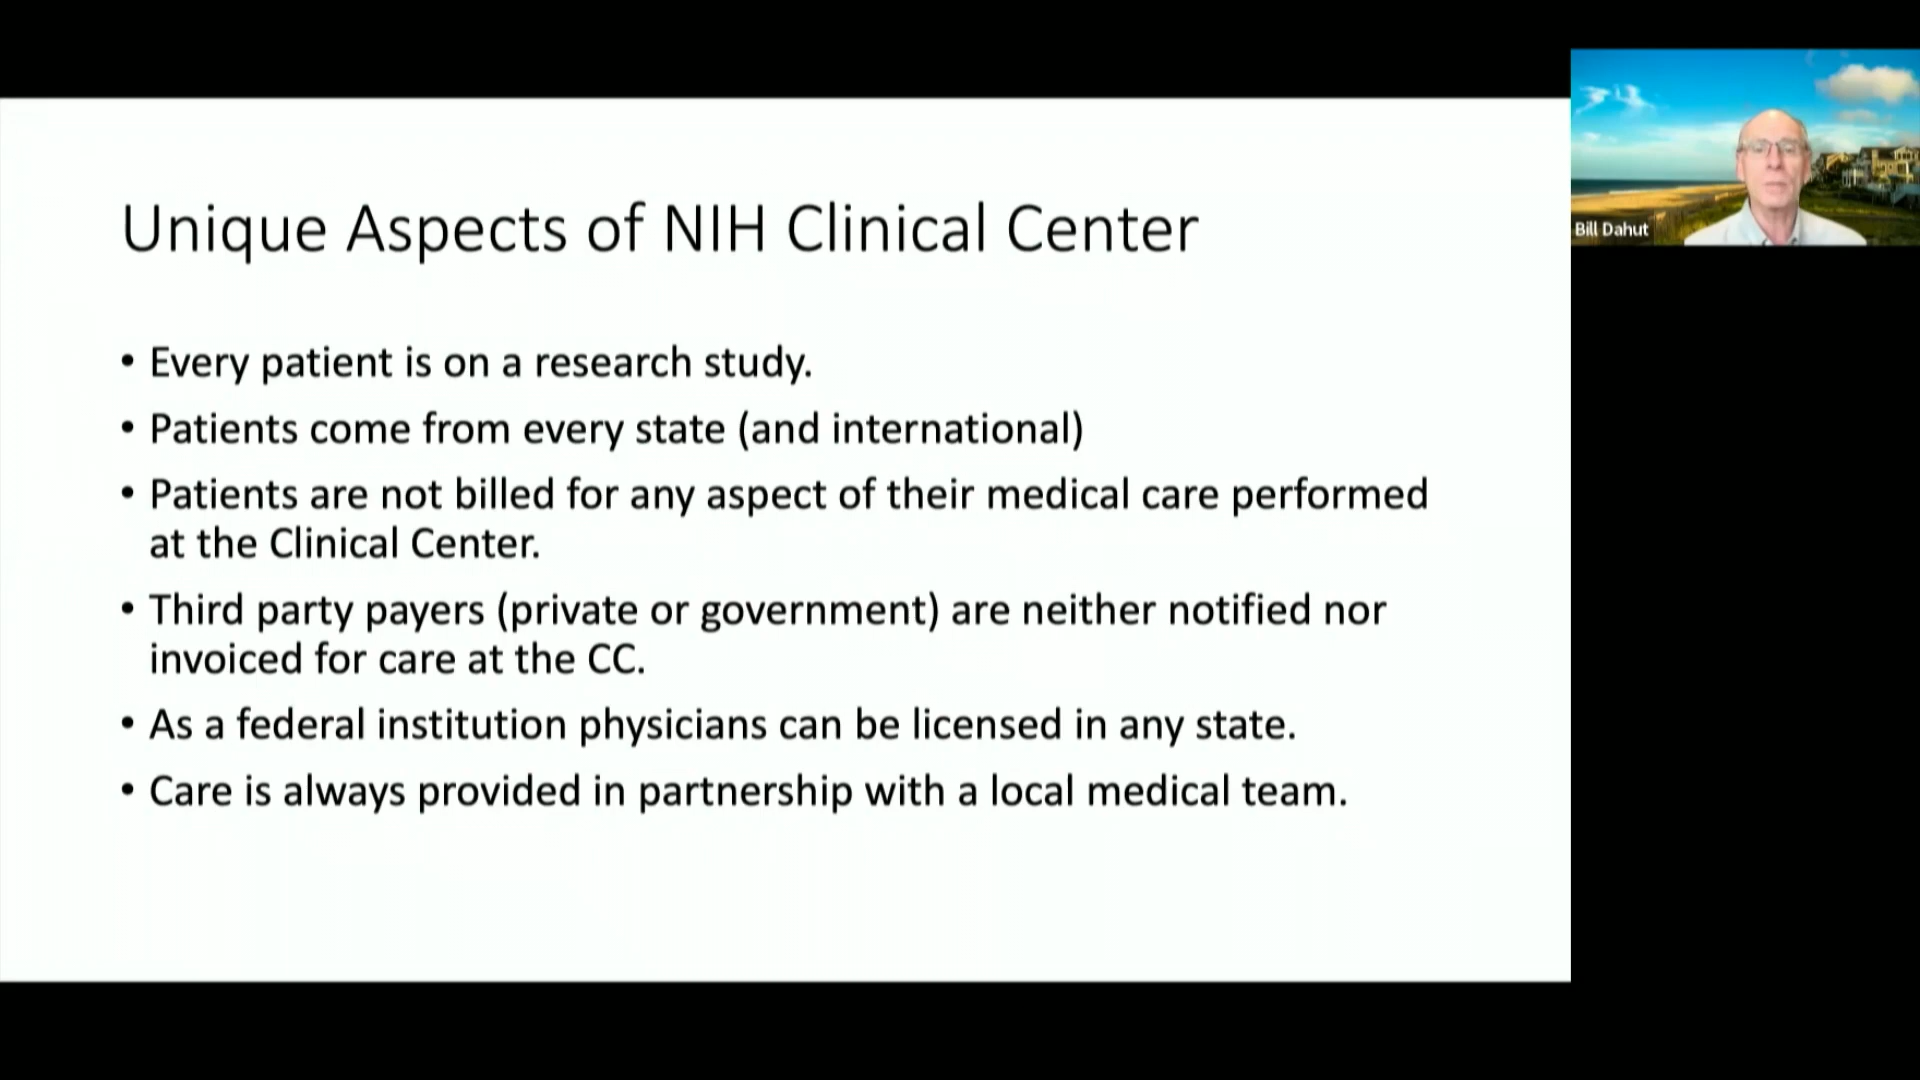 Unique Aspects of NIH Clinical Center
• Every patient is on a research study.
• Patients come from every state (and international)
• Patients are not billed for any aspect of their medical care performed
at the Clinical Center.
• Third party payers (private or government) are neither notified nor
invoiced for care at the CC.
• As a federal institution physicians can be licensed in any state.
• Care is always provided in partnership with a local medical team.
Bill Dahut